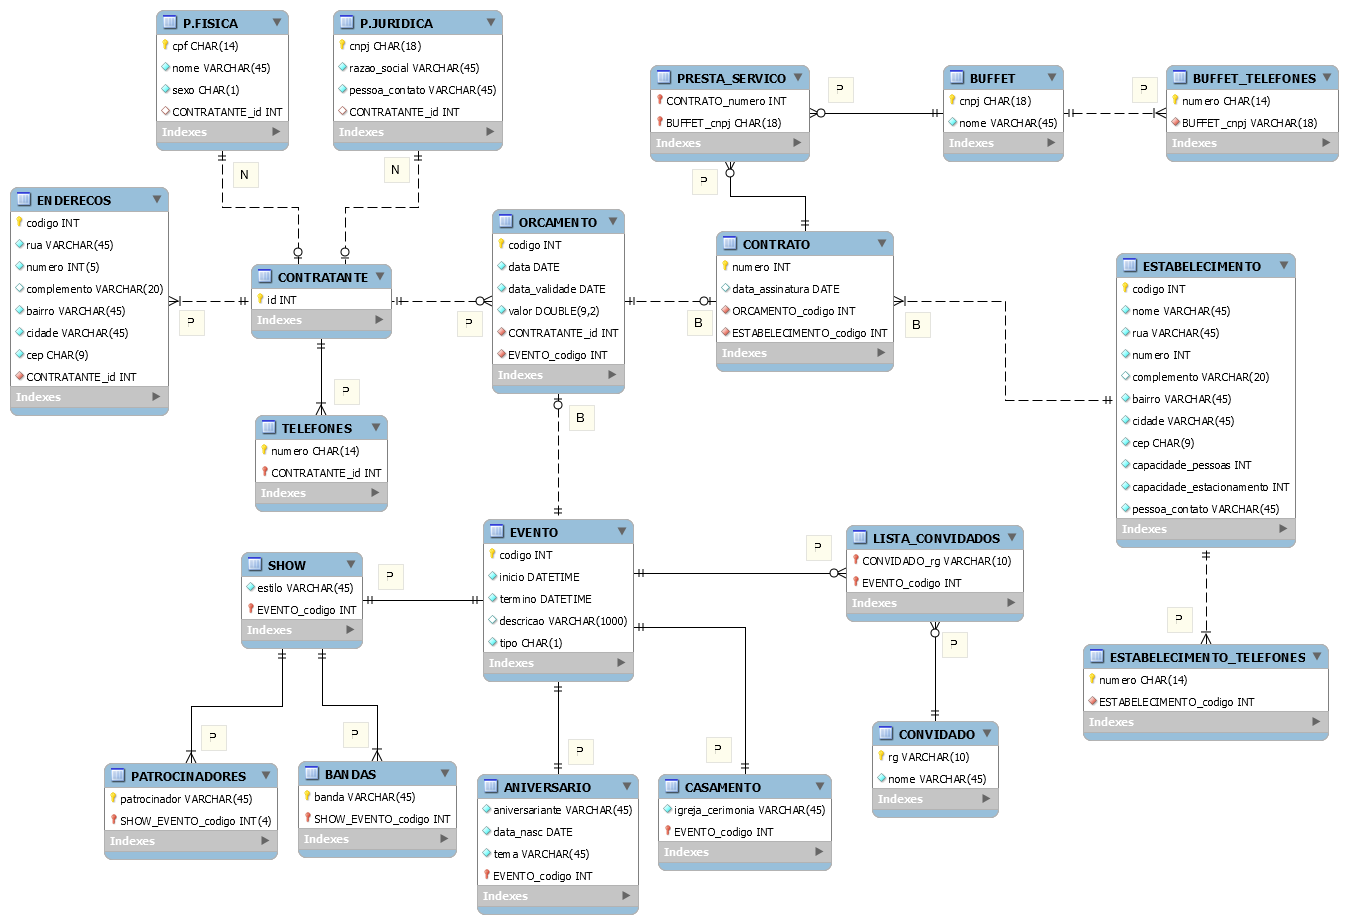 P.FISICA
cpf CHAR(14)
nome VARCHAR(45)
sexo CHAR(1)
CONTRATANTE_id INT
Indexes
P.JURIDICA
cnpj CHAR(18)
razao_social VARCHAR(45)
pessoa_contato VARCHAR(45)
CONTRATANTE_id INT
Indexes
PRESTA_SERVICO
CONTRATO_numero INT
BUFFET_cnpj CHAR(18)
Indexes
P
BUFFET
cnpj CHAR(18)
nome VARCHAR(45)
Indexes
P
BUFFET_TELEFONES
numero CHAR(14)
BUFFET_cnpj VARCHAR(18)
Indexes
N
N
P
ENDERECOS
codigo INT
rua VARCHAR(45)
numero INT(5)
complemento VARCHAR(20)
bairro VARCHAR(45)
cidade VARCHAR(45)
cep CHAR(9)
CONTRATANTE_id INT
Indexes
P
CONTRATANTE
id INT
Indexes
P
ORCAMENTO
codigo INT
data DATE
data_validade DATE
valor DOUBLE(9,2)
CONTRATANTE_id INT
EVENTO_codigo INT
Indexes
B
CONTRATO
numero INT
data_assinatura DATE
ORCAMENTO_codigo INT
ESTABELECIMENTO_codigo INT
Indexes
B
ESTABELECIMENTO
codigo INT
nome VARCHAR(45)
rua VARCHAR(45)
numero INT
complemento VARCHAR(20)
bairro VARCHAR(45)
cidade VARCHAR(45)
cep CHAR(9)
capacidade_pessoas INT
capacidade_estacionamento INT
pessoa_contato VARCHAR(45)
Indexes
P
TELEFONES
numero CHAR(14)
CONTRATANTE_id INT
Indexes
B
SHOW
estilo VARCHAR(45)
EVENTO_codigo INT
Indexes
P
EVENTO
codigo INT
inicio DATETIME
termino DATETIME
descricao VARCHAR(1000)
tipo CHAR(1)
Indexes
P
LISTA_CONVIDADOS
CONVIDADO_rg VARCHAR(10)
EVENTO_codigo INT
Indexes
P
P
ESTABELECIMENTO_TELEFONES
numero CHAR(14)
ESTABELECIMENTO_codigo INT
Indexes
P
P
P
P
PATROCINADORES
patrocinador VARCHAR(45)
SHOW_EVENTO_codigo INT(4)
Indexes
BANDAS
banda VARCHAR(45)
SHOW_EVENTO_codigo INT
Indexes
ANIVERSARIO
aniversariante VARCHAR(45)
data_nasc DATE
tema VARCHAR(45)
EVENTO_codigo INT
Indexes
CASAMENTO
igreja_cerimonia VARCHAR(45)
EVENTO_codigo INT
Indexes
CONVIDADO
rg VARCHAR(10)
nome VARCHAR(45)
Indexes